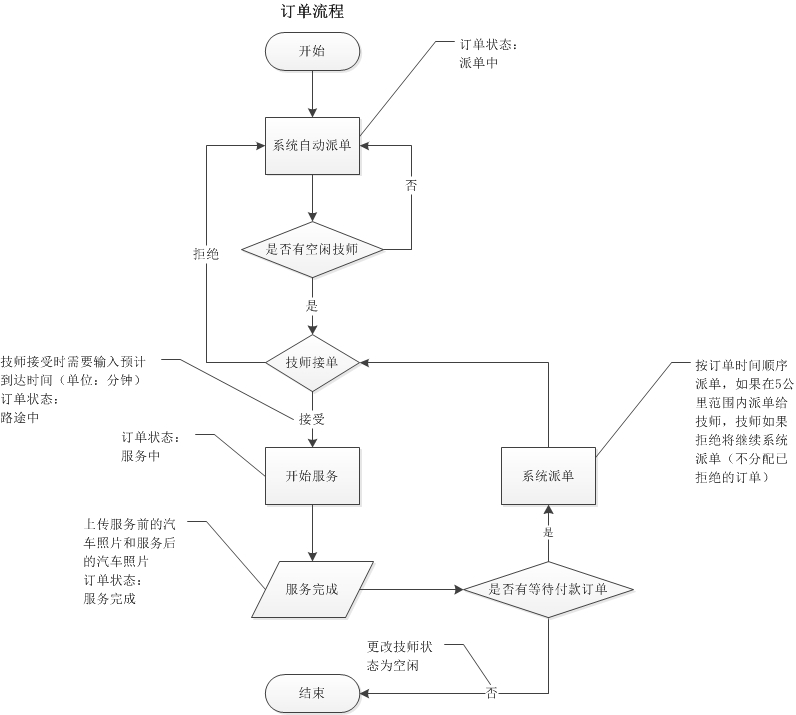 订单流程
开始
订单状态：
派单中
系统自动派单
否
是否有空闲技师
拒绝
是
技师接单
技师接受时需要输入预计
到达时间（单位：分钟）
订单状态：
路途中
按订单时间顺序
派单，如果在5公
里范围内派单给
技师，技师如果
拒绝将继续系统
派单（不分配已
拒绝的订单）
接受
订单状态：
服务中
开始服务
系统派单
上传服务前的汽
车照片和服务后
的汽车照片
订单状态：
服务完成
是
服务完成
是否有等待付款订单
更改技师状
态为空闲
结束
否